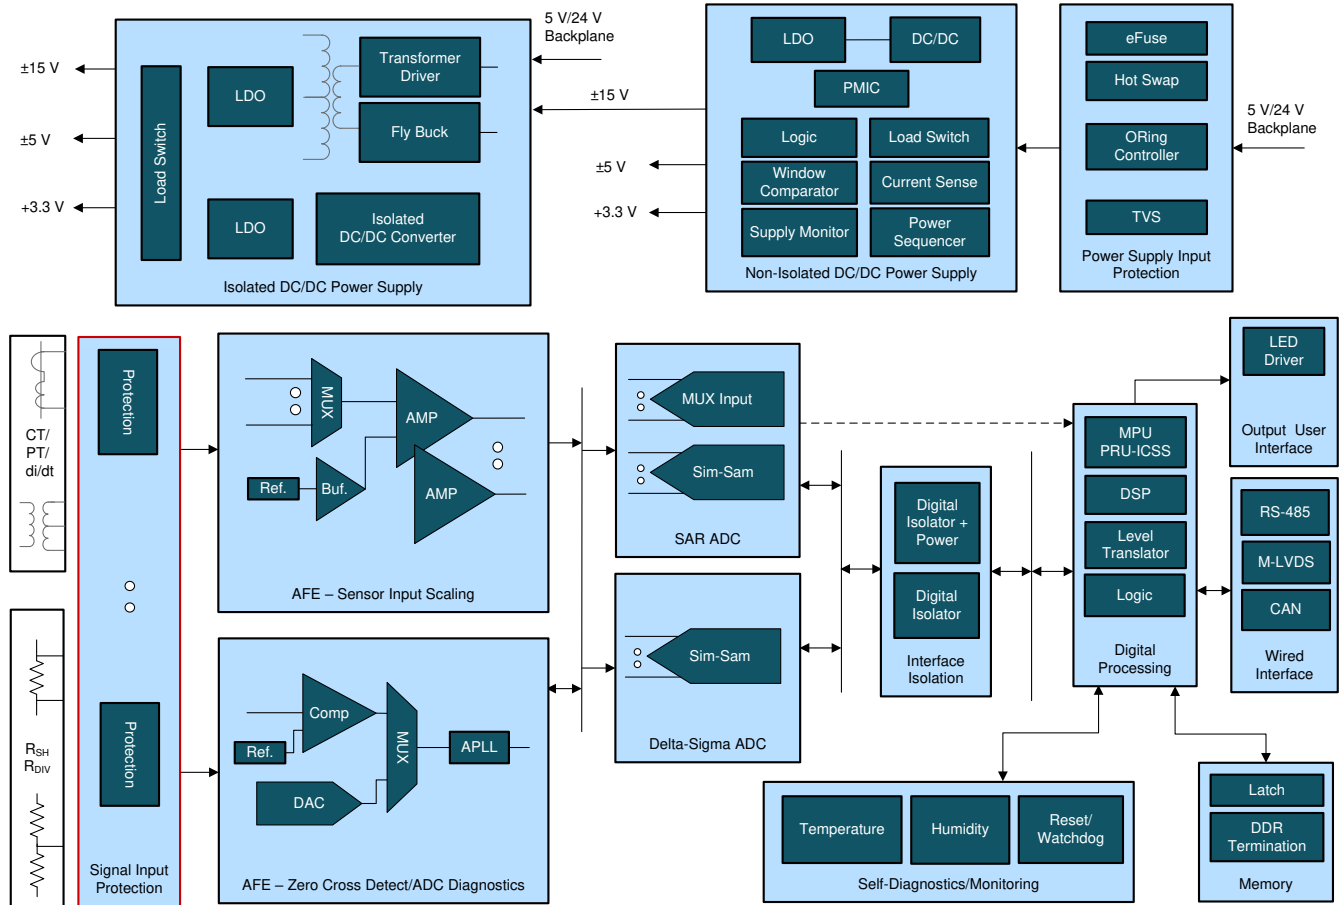 5 V/24 V
Backplane
±15 V
±5 V
+3.3 V
Load Switch
LDO
LDO
Transformer
Driver
Fly Buck
Isolated
DC/DC Converter
Isolated DC/DC Power Supply
±15 V
±5 V
+3.3 V
LDO
DC/DC
PMIC
Logic
Load Switch
Window
Comparator
Current Sense
Supply Monitor
Power
Sequencer
Non-Isolated DC/DC Power Supply
eFuse
Hot Swap
ORing
Controller
TVS
Power Supply Input
Protection
5 V/24 V
Backplane
CT/
PT/
di/dt
RSH
RDIV
Protection
Protection
Signal Input
Protection
MUX
AMP
Ref.
Buf.
AMP
AFE – Sensor Input Scaling
Comp
Ref.
DAC
MUX
APLL
AFE – Zero Cross Detect/ADC Diagnostics
MUX Input
Sim-Sam
SAR ADC
Sim-Sam
Delta-Sigma ADC
Digital
Isolator +
Power
Digital
Isolator
Interface
Isolation
MPU
PRU-ICSS
DSP
Level
Translator
Logic
Digital
Processing
LED
Driver
Output User
Interface
RS-485
M-LVDS
CAN
Wired
Interface
Temperature
Humidity
Reset/
Watchdog
Self-Diagnostics/Monitoring
Latch
DDR
Termination
Memory